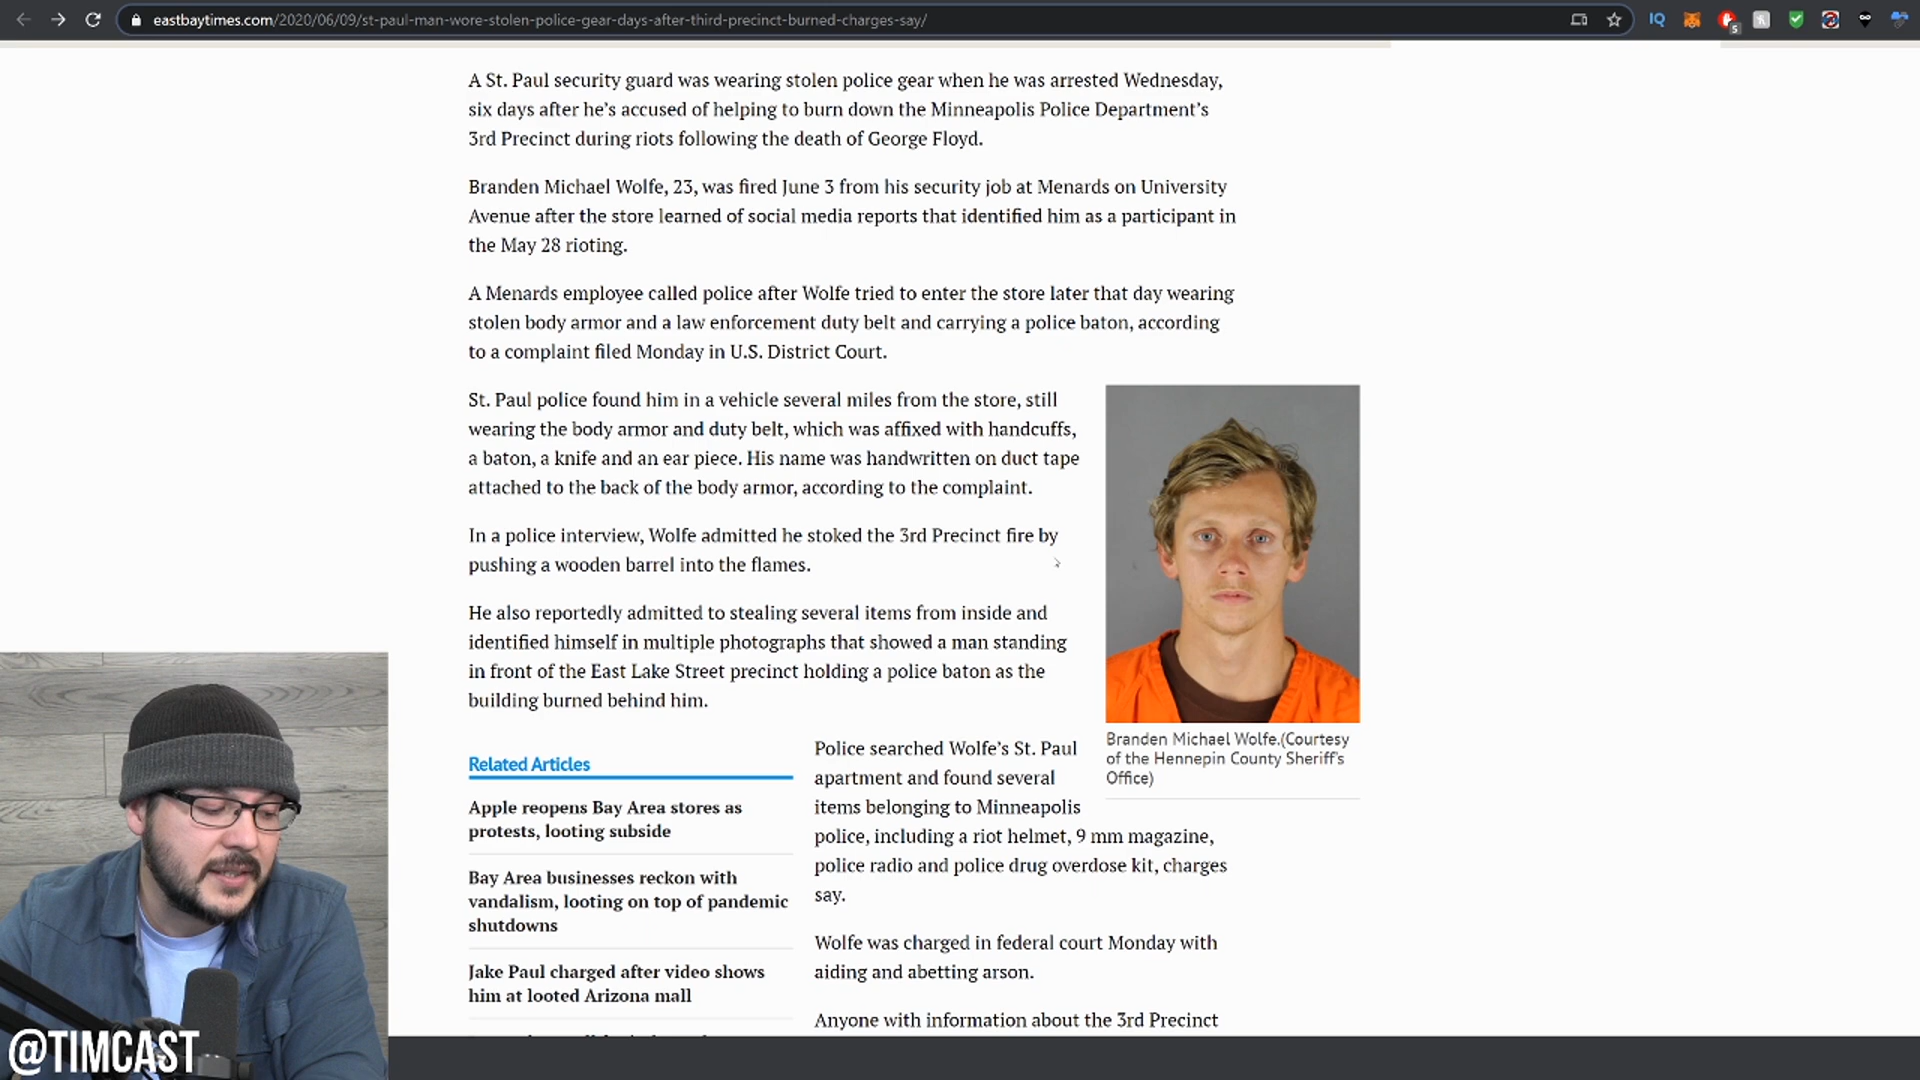 eastbaytimes.com/2020/06/09/st-paul-man-wore-stolen-police-gear-days-after-third-precinct-burned-charges-say/
A St. Paul security guard was wearing stolen police gear when he was arrested Wednesday,
six days after he's accused of helping to burn down the Minneapolis Police Department's
3rd Precinct during riots following the death of George Floyd.
Branden Michael Wolfe, 23, was fired June 3 from his security job at Menards on University
Avenue after the store learned of social media reports that identified him as a participant in
the May 28 rioting.
A Menards employee called police after Wolfe tried to enter the store later that day wearing
stolen body armor and a law enforcement duty belt and carrying a police baton, according
to a complaint filed Monday in U.S. District Court.
St. Paul police found him in a vehicle several miles from the store, still
wearing the body armor and duty belt, which was affixed with handcuffs,
a baton, a knife and an ear piece. His name was handwritten on duct tape
attached to the back of the body armor, according to the complaint.
In a police interview, Wolfe admitted he stoked the 3rd Precinct fire by
pushing a wooden barrel into the flames.
He also reportedly admitted to stealing several items from inside and
identified himself in multiple photographs that showed a man standing
in front of the East Lake Street precinct holding a police baton as the
building burned behind him.
Branden Michael Wolfe.(Courtesy
of the Hennepin County Sheriff's
Office)
Related Articles
Apple reopens Bay Area stores as
protests, looting subside
Bay Area businesses reckon with
vandalism, looting on top of pandemic
shutdowns
Jake Paul charged after video shows
him at looted Arizona mall
Police searched Wolfe's St. Paul
apartment and found several
items belonging to Minneapolis
police, including a riot helmet, 9 mm magazine,
police radio and police drug overdose kit, charges
say.
Wolfe was charged in federal court Monday with
aiding and abetting arson.
Anyone with information about the 3rd Precinct
@TIMCAST
IQ
5